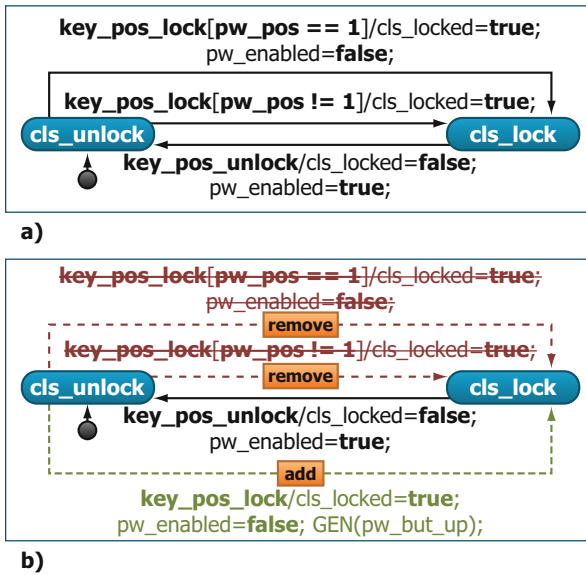 key_pos_lock[pw_pos == 1]/cls_locked=true;
pw_enabled=false;
key_pos_lock[pw_pos != 1]/cls_locked=true;
cls_unlock
cls_lock
key_pos_unlock/cls_locked=false;
pw_enabled=true;
a)
key_pos_lock[pw_pos == 1]/cls_locked=true;
pw_enabled=false;
remove
key_pos_lock[pw_pos != 1]/cls_locked=true;
cls_unlock
remove
cls_lock
key_pos_unlock/cls_locked=false;
pw_enabled=true;
add
key_pos_lock/cls_locked=true;
pw_enabled=false; GEN(pw_but_up);
b)